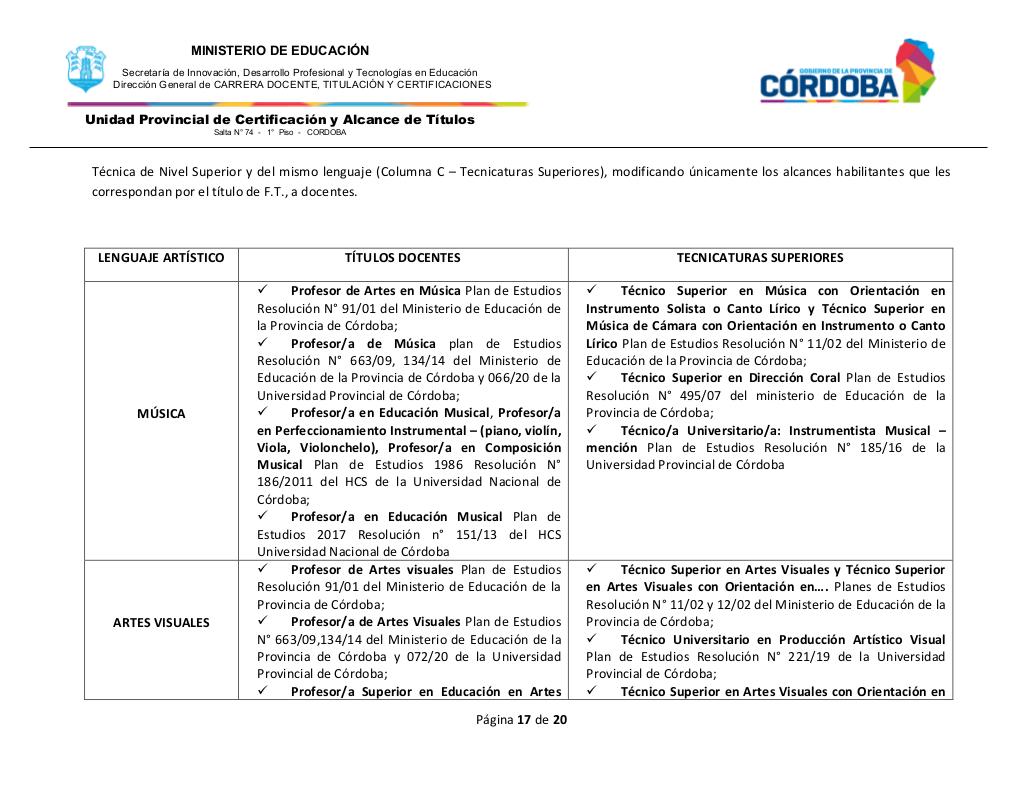 MINISTERIO DE EDUCACIÓN
Secretaría de Innovación, Desarrollo Profesional y Tecnologías en Educación
Dirección General de CARRERA DOCENTE, TITULACIÓN Y CERTIFICACIONES
Unidad Provincial de Certificación y Alcance de Títulos
Salta N° 74 - 1° Piso - CORDOBA
GOBIERNO DE LA PROVINCIA DE
CÓRDOBA
Técnica de Nivel Superior y del mismo lenguaje (Columna C – Tecnicaturas Superiores), modificando únicamente los alcances habilitantes que les
correspondan por el título de F.T., a docentes.
LENGUAJE ARTÍSTICO
TÍTULOS DOCENTES
TECNICATURAS SUPERIORES
MÚSICA
✓ Profesor de Artes en Música Plan de Estudios
Resolución N° 91/01 del Ministerio de Educación de
la Provincia de Córdoba;
✓ Profesor/a de Música plan de Estudios
Resolución N° 663/09, 134/14 del Ministerio de
Educación de la Provincia de Córdoba y 066/20 de la
Universidad Provincial de Córdoba;
✓ Profesor/a en Educación Musical, Profesor/a
en Perfeccionamiento Instrumental – (piano, violín,
Viola, Violonchelo), Profesor/a en Composición
Musical Plan de Estudios 1986 Resolución N°
186/2011 del HCS de la Universidad Nacional de
Córdoba;
✓ Profesor/a en Educación Musical Plan de
Estudios 2017 Resolución n° 151/13 del HCS
Universidad Nacional de Córdoba
✓ Técnico Superior en Música con Orientación en
Instrumento Solista o Canto Lírico y Técnico Superior en
Música de Cámara con Orientación en Instrumento o Canto
Lírico Plan de Estudios Resolución N° 11/02 del Ministerio de
Educación de la Provincia de Córdoba;
✓ Técnico Superior en Dirección Coral Plan de Estudios
Resolución N° 495/07 del ministerio de Educación de la
Provincia de Córdoba;
✓ Técnico/a Universitario/a: Instrumentista Musical –
mención Plan de Estudios Resolución N° 185/16 de la
Universidad Provincial de Córdoba
ARTES VISUALES
✓ Profesor de Artes visuales Plan de Estudios
Resolución 91/01 del Ministerio de Educación de la
Provincia de Córdoba;
✓ Profesor/a de Artes Visuales Plan de Estudios
N° 663/09,134/14 del Ministerio de Educación de la
Provincia de Córdoba y 072/20 de la Universidad
Provincial de Córdoba;
✓ Profesor/a Superior en Educación en Artes
✓ Técnico Superior en Artes Visuales y Técnico Superior
en Artes Visuales con Orientación en…. Planes de Estudios
Resolución N° 11/02 y 12/02 del Ministerio de Educación de la
Provincia de Córdoba;
✓ Técnico Universitario en Producción Artístico Visual
Plan de Estudios Resolución N° 221/19 de la Universidad
Provincial de Córdoba;
✓ Técnico Superior en Artes Visuales con Orientación en
Página 17 de 20